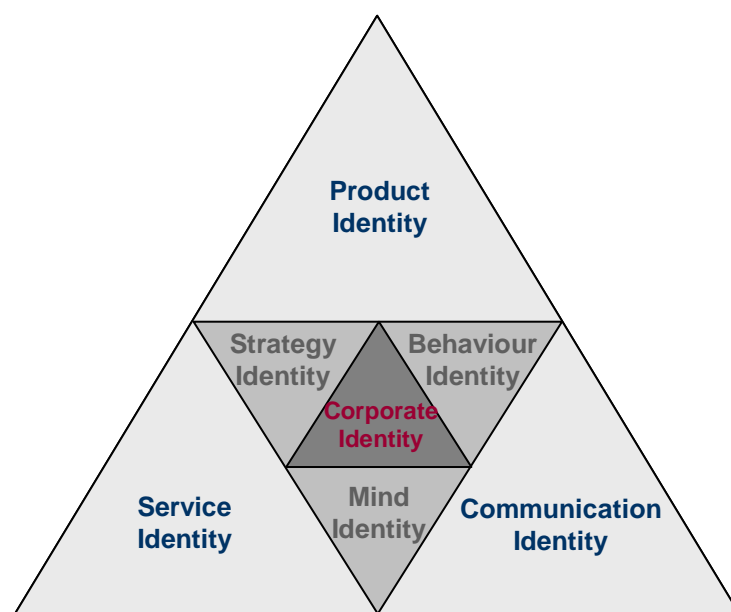 Product
Identity
Strategy
Identity
Behaviour
Identity
Corporate
Identity
Service
Identity
Mind
Identity
Communication
Identity